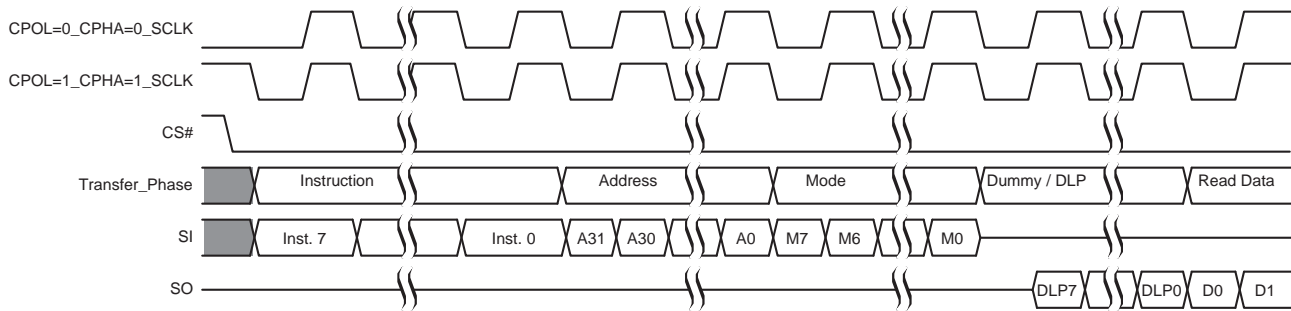 CPOL=0_CPHA=0_SCLK
CPOL=1_CPHA=1_SCLK
CS#
Transfer_Phase Instruction Address Mode Dummy / DLP Read Data
SI Inst. 7 Inst. 0 A31 A30 A0 M7 M6 M0
SO DLP7 DLP0 D0 D1